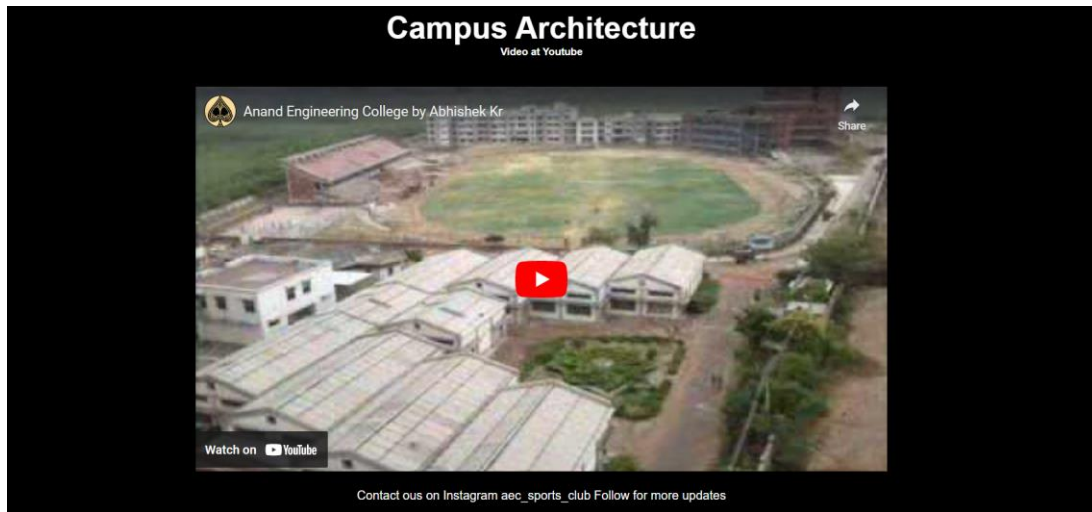 Campus Architecture
Video at Youtube
Anand Engineering College by Abhishek Kr
Share
Watch on YouTube
Contact ous on Instagram aec_sports_club Follow for more updates